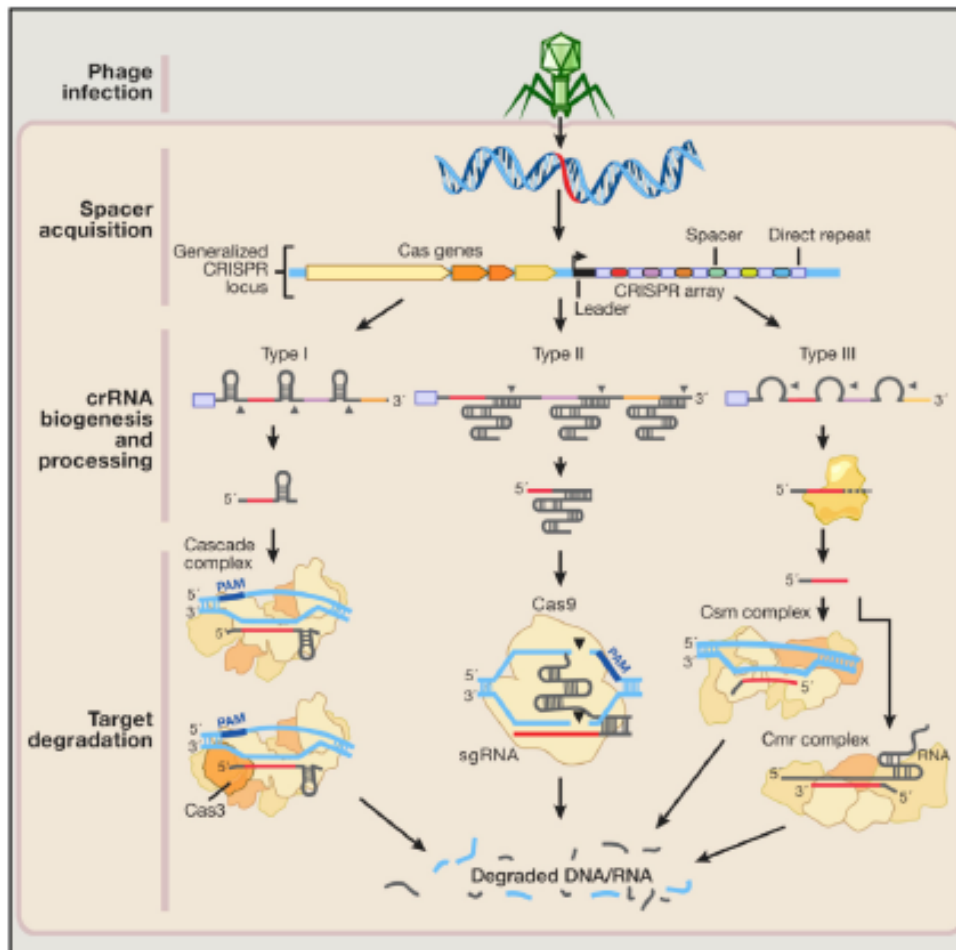 Phage
infection
Spacer
acquisition
Generalized
CRISPR
locus
Cas genes
Spacer
Direct repeat
CRISPR array
Leader
crRNA
biogenesis
and
processing
Type I
Type II
Type III
3´
3´
3´
5´
5´
5´
Target
degradation
Cascade
complex
PAM
5´
3´
5´
Cas9
PAM
5´
3´
sgRNA
Csm complex
5´
3´
5´
PAM
5´
3´
5´
Cas3
Cmr complex
RNA
3´
5´
Degraded DNA/RNA